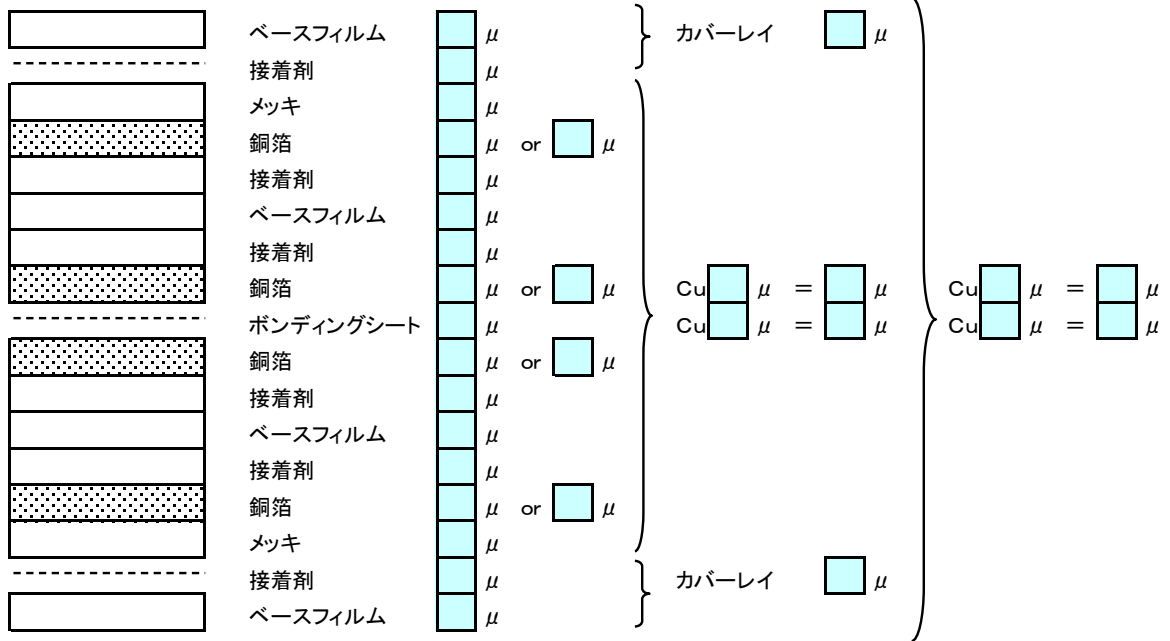 ベースフィルム μ カバーレイ μ
接着剤 μ
メッキ μ
銅箔 μ or μ
接着剤 μ
ベースフィルム μ
接着剤 μ
銅箔 μ or μ Cu μ = μ Cu μ = μ
ボンディングシート μ Cu μ = μ Cu μ = μ
銅箔 μ or μ
接着剤 μ
ベースフィルム μ
接着剤 μ
銅箔 μ or μ
メッキ μ
接着剤 μ カバーレイ μ
ベースフィルム μ